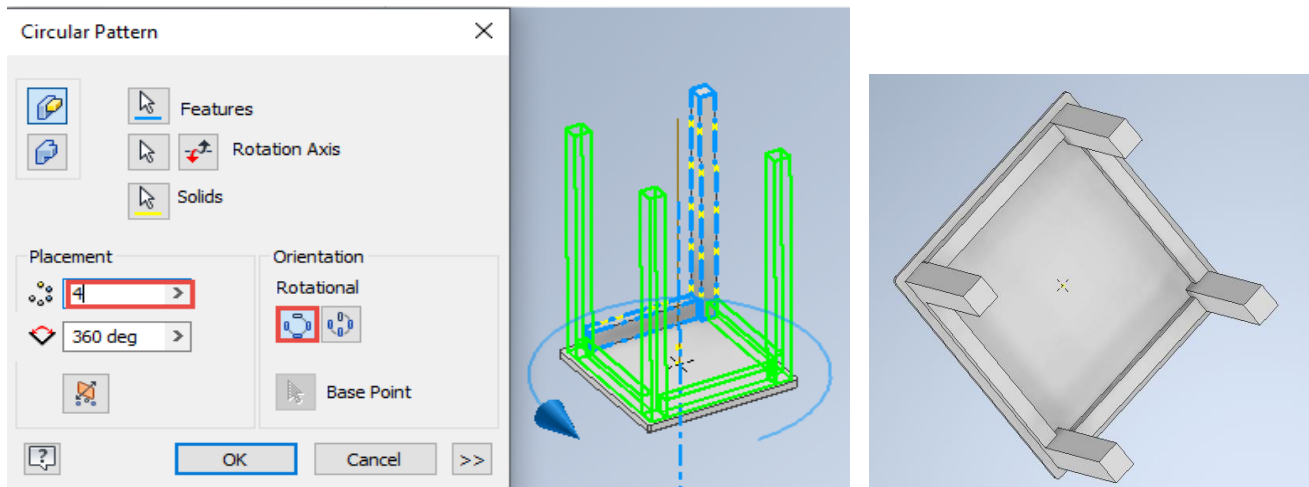 Circular Pattern
Features
Rotation Axis
Solids
Placement
4
360 deg
Orientation
Rotational
Base Point
?
OK
Cancel
>>